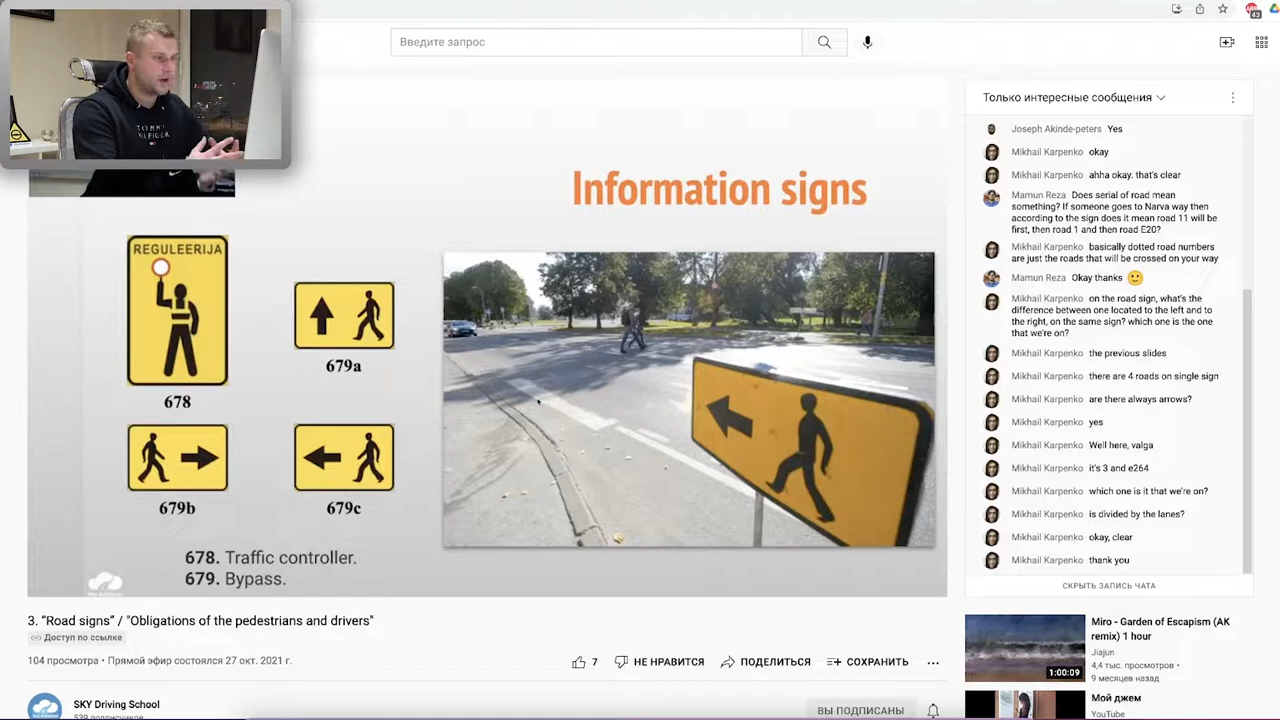 TOMMY
HILFIGER
Введите запрос
43
Information signs
REGULEERIJA
678
679a
679b
679c
678. Traffic controller.
679. Bypass.
3. “Road signs” / "Obligations of the pedestrians and drivers"
Доступ по ссылке
104 просмотра • Прямой эфир состоялся 27 окт. 2021 г.
7
НЕ НРАВИТСЯ
ПОДЕЛИТЬСЯ
СОХРАНИТЬ
SKY Driving School
539 подписчиков
ВЫ ПОДПИСАНЫ
Только интересные сообщения
Joseph Akinde-peters Yes
Mikhail Karpenko okay
Mikhail Karpenko ahha okay. that's clear
Mamun Reza Does serial of road mean
something? If someone goes to Narva way then
according to the sign does it mean road 11 will be
first, then road 1 and then road E20?
Mikhail Karpenko basically dotted road numbers
are just the roads that will be crossed on your way
Mamun Reza Okay thanks
Mikhail Karpenko on the road sign, what's the
difference between one located to the left and to
the right, on the same sign? which one is the one
that we're on?
Mikhail Karpenko the previous slides
Mikhail Karpenko there are 4 roads on single sign
Mikhail Karpenko are there always arrows?
Mikhail Karpenko yes
Mikhail Karpenko Well here, valga
Mikhail Karpenko it's 3 and e264
Mikhail Karpenko which one is it that we're on?
Mikhail Karpenko is divided by the lanes?
Mikhail Karpenko okay, clear
Mikhail Karpenko thank you
СКРЫТЬ ЗАПИСЬ ЧАТА
Miro - Garden of Escapism (AK
remix) 1 hour
Jiajun
4,4 тыс. просмотров •
9 месяцев назад
1:00:09
Мой джем
YouTube